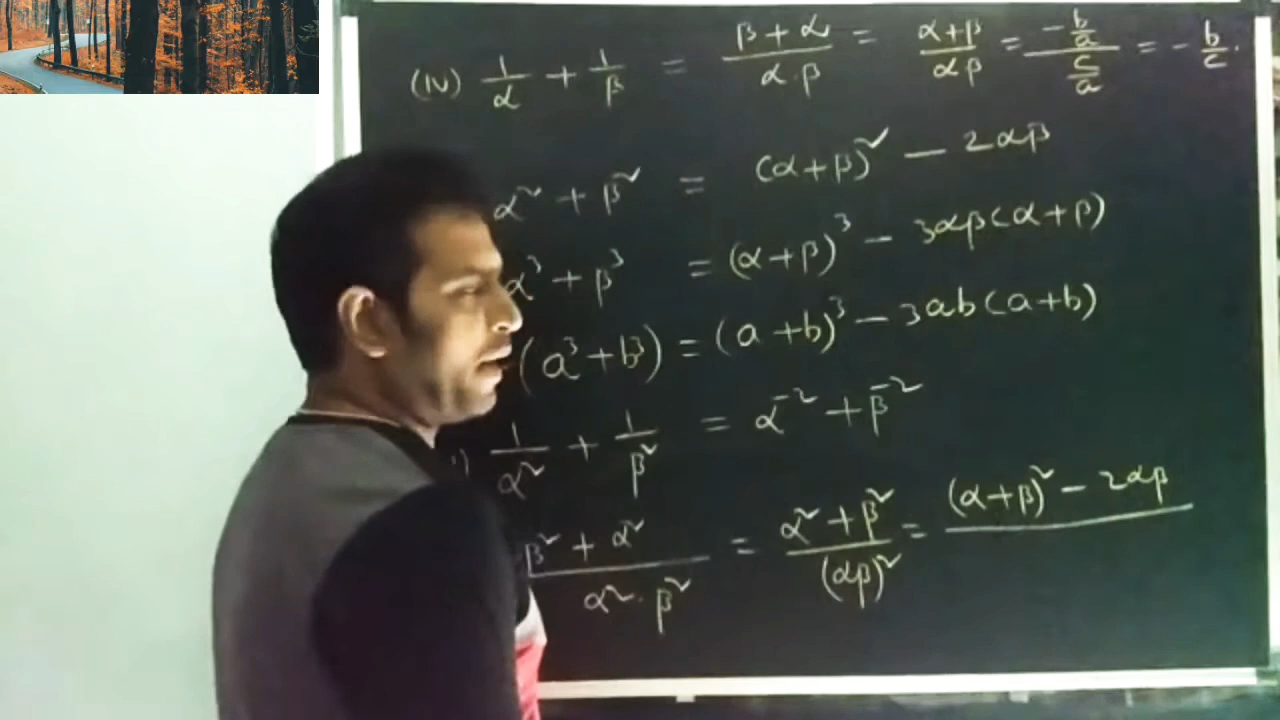 (IV) 1/α + 1/β = β + α/α.β = α+β/αβ = -b/a/c/a = - b/c.
α² + β² = (α+β)² - 2αβ
α³ + β³ = (α+β)³ - 3αβ(α+β)
(a³+b³) = (a+b)³ - 3ab(a+b)
) 1/α² + 1/β² = α⁻² + β⁻²
β² + α²/α².β² = α² + β²/(αβ)² = (α+β)² - 2αβ